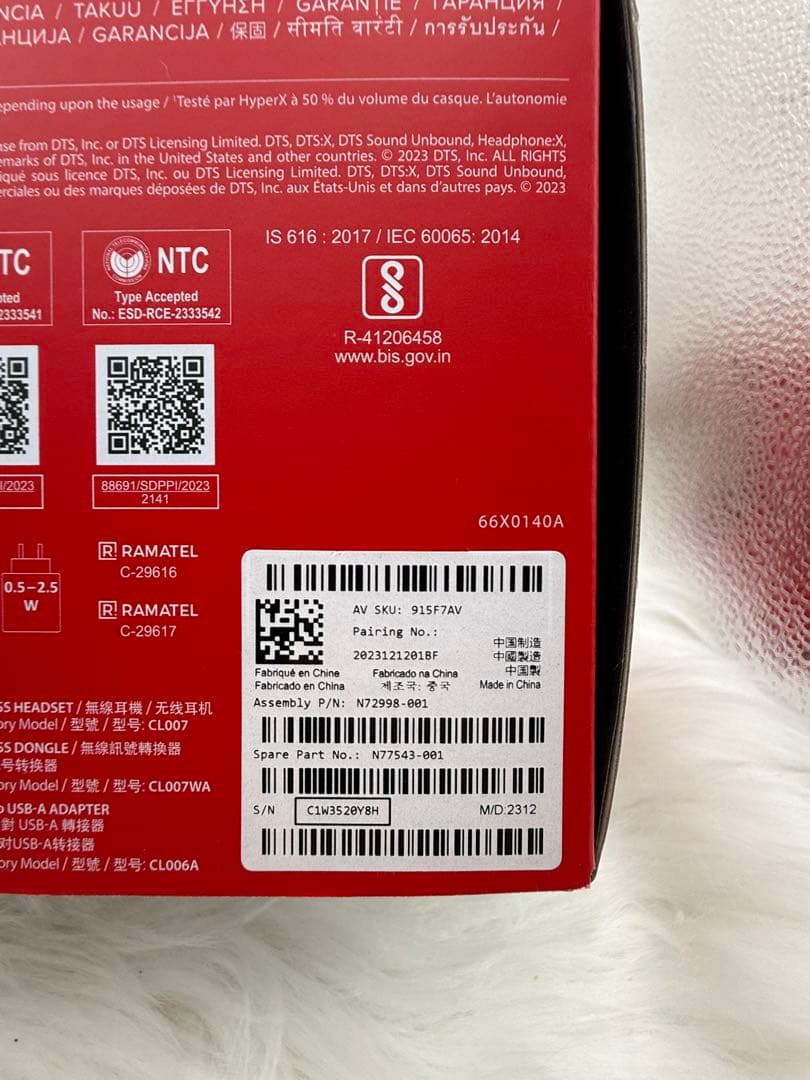 NCIA / TAKUU / ΕΓΓΥΗΣΗ / GARANȚIE / ГАРАНЦИЯ /
АНЦИЈА / GARANCIJA / 保固 / सीमित वारंटी / การรับประกัน /
epending upon the usage / ¹Testé par HyperX à 50 % du volume du casque. L'autonomie
se from DTS, Inc. or DTS Licensing Limited. DTS, DTS:X, DTS Sound Unbound, Headphone:X,
emarks of DTS, Inc. in the United States and other countries. © 2023 DTS, Inc. ALL RIGHTS
iqué sous licence DTS, Inc. ou DTS Licensing Limited. DTS, DTS:X, DTS Sound Unbound,
erciales ou des marques déposées de DTS, Inc. aux États-Unis et dans d'autres pays. © 2023
TC
pted
2333541
NTC
Type Accepted
No.: ESD-RCE-2333542
IS 616 : 2017 / IEC 60065: 2014
R-41206458
www.bis.gov.in
I/2023
88691/SDPPI/2023
2141
66X0140A
0.5–2.5
W
R! RAMATEL
C-29616
R! RAMATEL
C-29617
SS HEADSET / 無線耳機 / 无线耳机
ory Model / 型號 / 型号: CL007
SS DONGLE / 無線訊號轉換器
号转换器
ory Model / 型號 / 型号: CL007WA
o USB-A ADAPTER
對 USB-A 轉接器
对USB-A转接器
ory Model / 型號 / 型号: CL006A
AV SKU: 915F7AV
Pairing No.:
2023121201BF
中国制造
中國製造
中国製
Fabriqué en Chine Fabricado na China
Fabricado en China 제조국: 중국 Made in China
Assembly P/N: N72998-001
Spare Part No.: N77543-001
S/N C1W3520Y8H M/D:2312